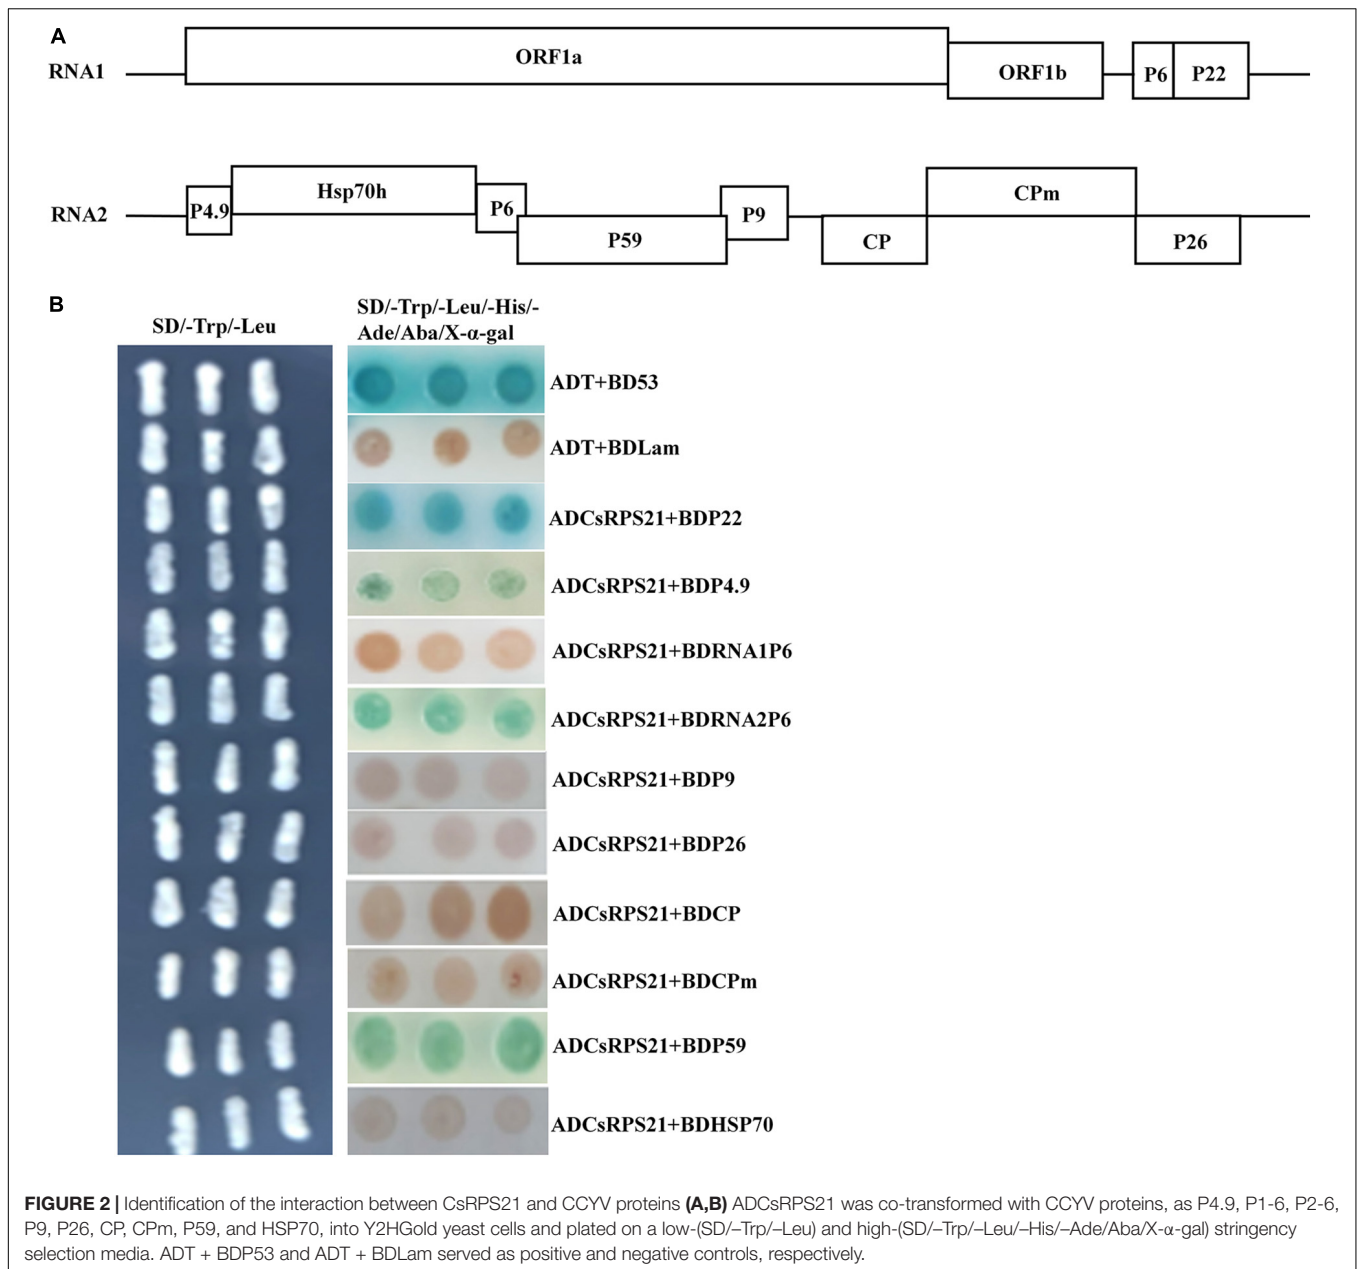 A
RNA1
ORF1a
ORF1b
P6
P22
RNA2
P4.9
Hsp70h
P6
P59
P9
CP
CPm
P26
B
SD/-Trp/-Leu
SD/-Trp/-Leu/-His/-
Ade/Aba/X-α-gal
ADT+BD53
ADT+BDLam
ADCsRPS21+BDP22
ADCsRPS21+BDP4.9
ADCsRPS21+BDRNA1P6
ADCsRPS21+BDRNA2P6
ADCsRPS21+BDP9
ADCsRPS21+BDP26
ADCsRPS21+BDCP
ADCsRPS21+BDCPm
ADCsRPS21+BDP59
ADCsRPS21+BDHSP70
FIGURE 2 | Identification of the interaction between CsRPS21 and CCYV proteins (A,B) ADCsRPS21 was co-transformed with CCYV proteins, as P4.9, P1-6, P2-6,
P9, P26, CP, CPm, P59, and HSP70, into Y2HGold yeast cells and plated on a low-(SD/–Trp/–Leu) and high-(SD/–Trp/–Leu/–His/–Ade/Aba/X-α-gal) stringency
selection media. ADT + BDP53 and ADT + BDLam served as positive and negative controls, respectively.